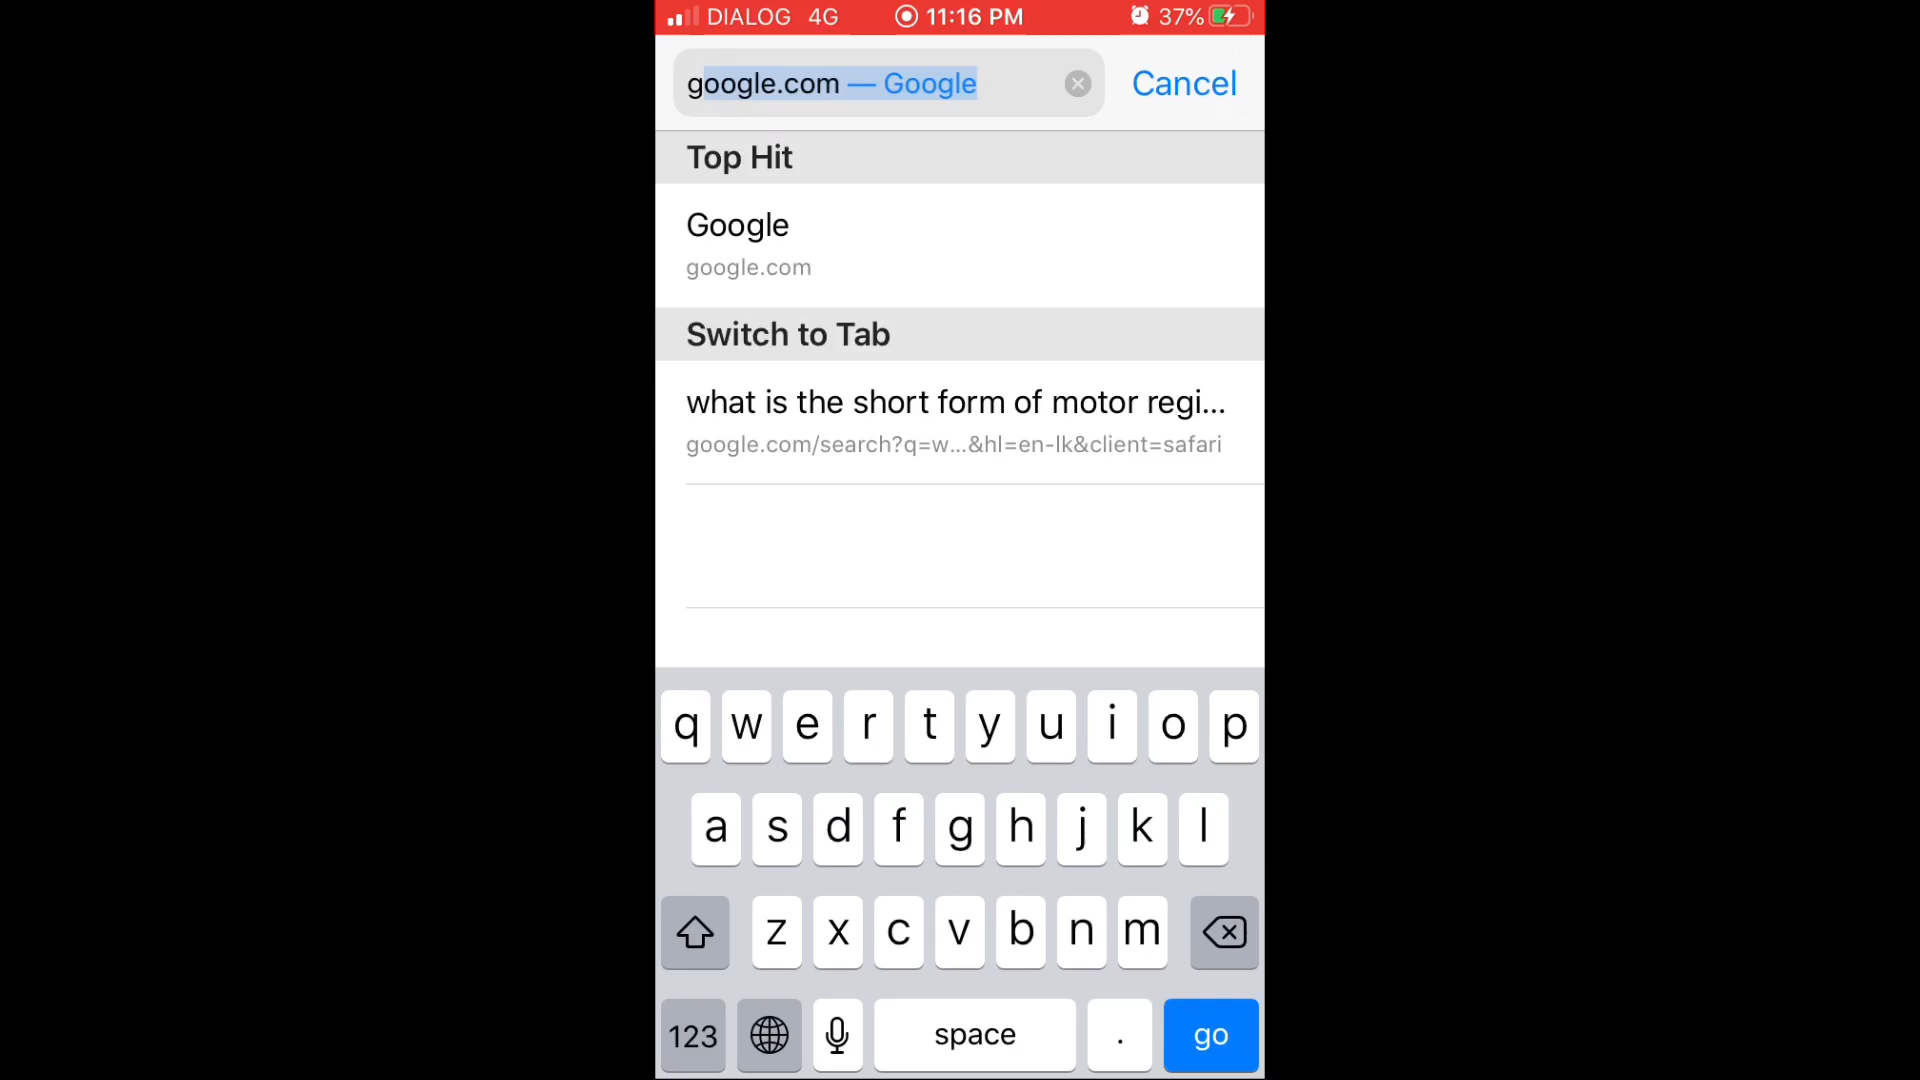 DIALOG 4G 11:16 PM 37%
google.com — Google Cancel
Top Hit
Google
google.com
Switch to Tab
what is the short form of motor regi...
google.com/search?q=w...&hl=en-lk&client=safari
q w e r t y u i o p
a s d f g h j k l
z x c v b n m
123 space . go